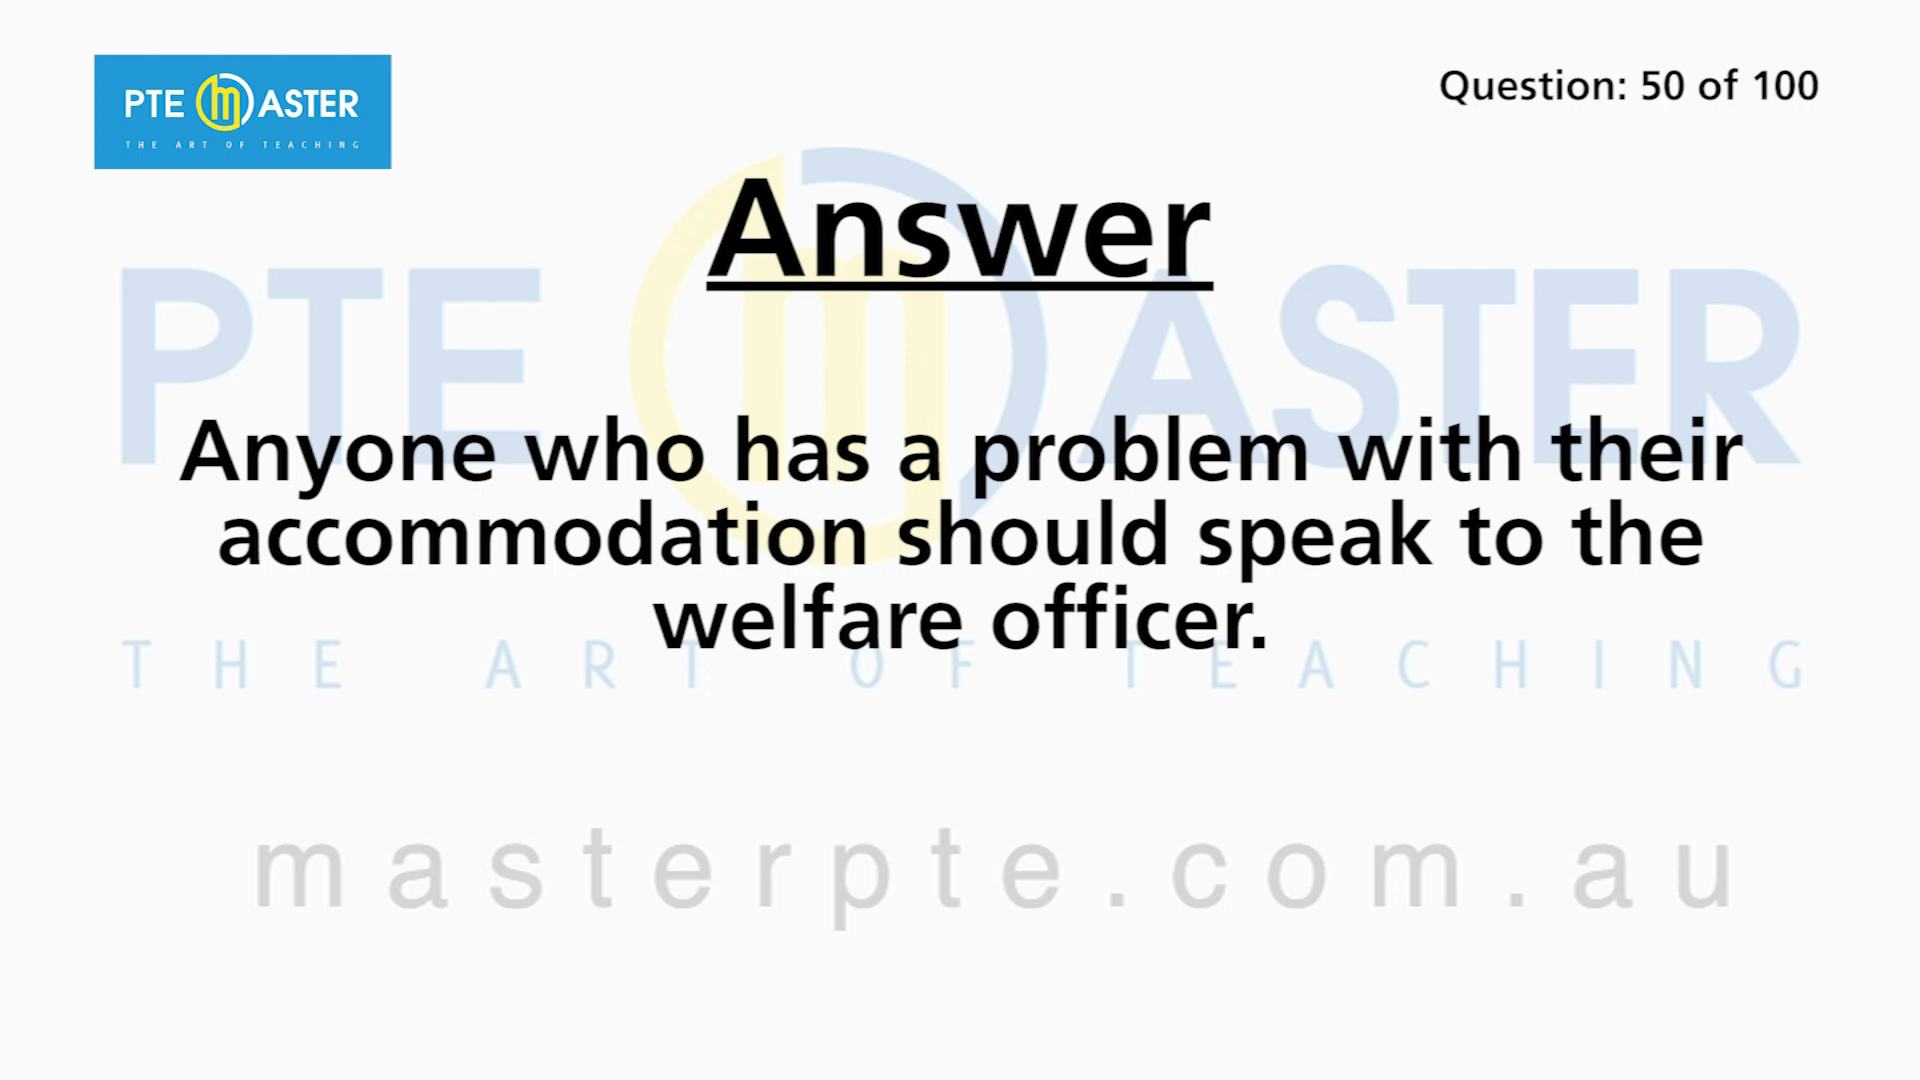 PTE MASTER
THE ART OF TEACHING
Question: 50 of 100
Answer
PTE MASTER
Anyone who has a problem with their
accommodation should speak to the
welfare officer.
THE ART OF TEACHING
masterpte.com.au